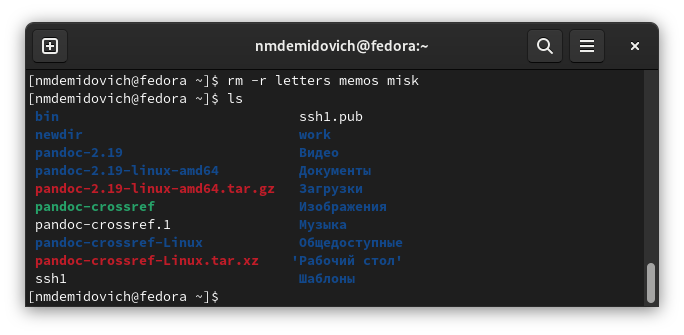 nmdemidovich@fedora:~
[nmdemidovich@fedora ~]$ rm -r letters memos misk
[nmdemidovich@fedora ~]$ ls
bin ssh1.pub
newdir work
pandoc-2.19 Видео
pandoc-2.19-linux-amd64 Документы
pandoc-2.19-linux-amd64.tar.gz Загрузки
pandoc-crossref Изображения
pandoc-crossref.1 Музыка
pandoc-crossref-Linux Общедоступные
pandoc-crossref-Linux.tar.xz 'Рабочий стол'
ssh1 Шаблоны
[nmdemidovich@fedora ~]$